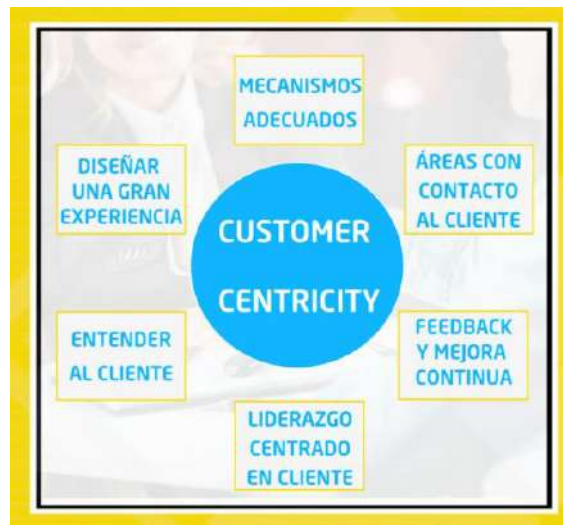 MECANISMOS
ADECUADOS
DISEÑAR
UNA GRAN
EXPERIENCIA
ÁREAS CON
CONTACTO
AL CLIENTE
CUSTOMER
CENTRICITY
ENTENDER
AL CLIENTE
FEEDBACK
Y MEJORA
CONTINUA
LIDERAZGO
CENTRADO
EN CLIENTE